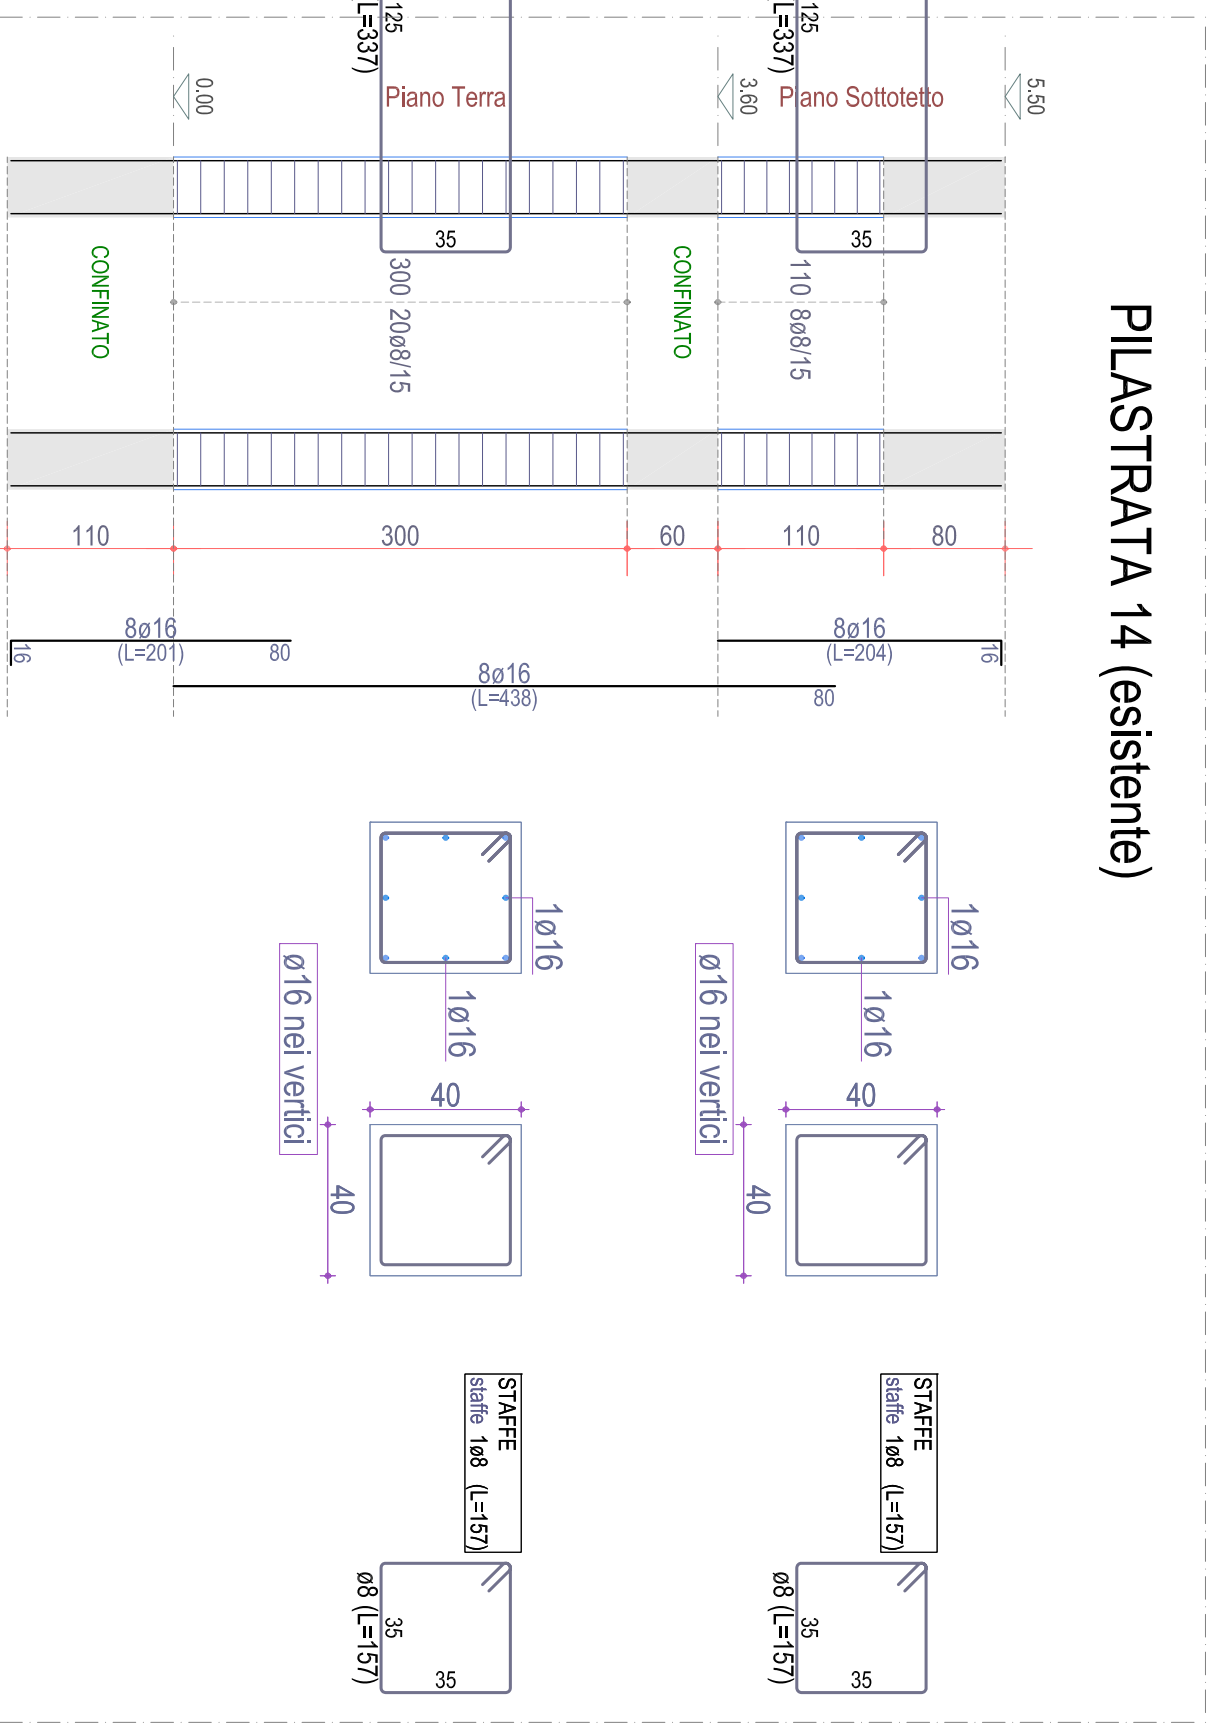 PILASTRATA 14 (esistente)
5.50
3.60
0.00
Piano Sottotetto
Piano Terra
125
(L=337)
35
125
(L=337)
35
110 8ø8/15
CONFINATO
300 20ø8/15
CONFINATO
110
300
60
110
80
8ø16
(L=201)
80
16
8ø16
(L=438)
80
8ø16
(L=204)
16
1ø16
1ø16
ø16 nei vertici
40
40
1ø16
1ø16
ø16 nei vertici
40
40
STAFFE
staffe 1ø8 (L=157)
35
35
ø8 (L=157)
STAFFE
staffe 1ø8 (L=157)
35
35
ø8 (L=157)